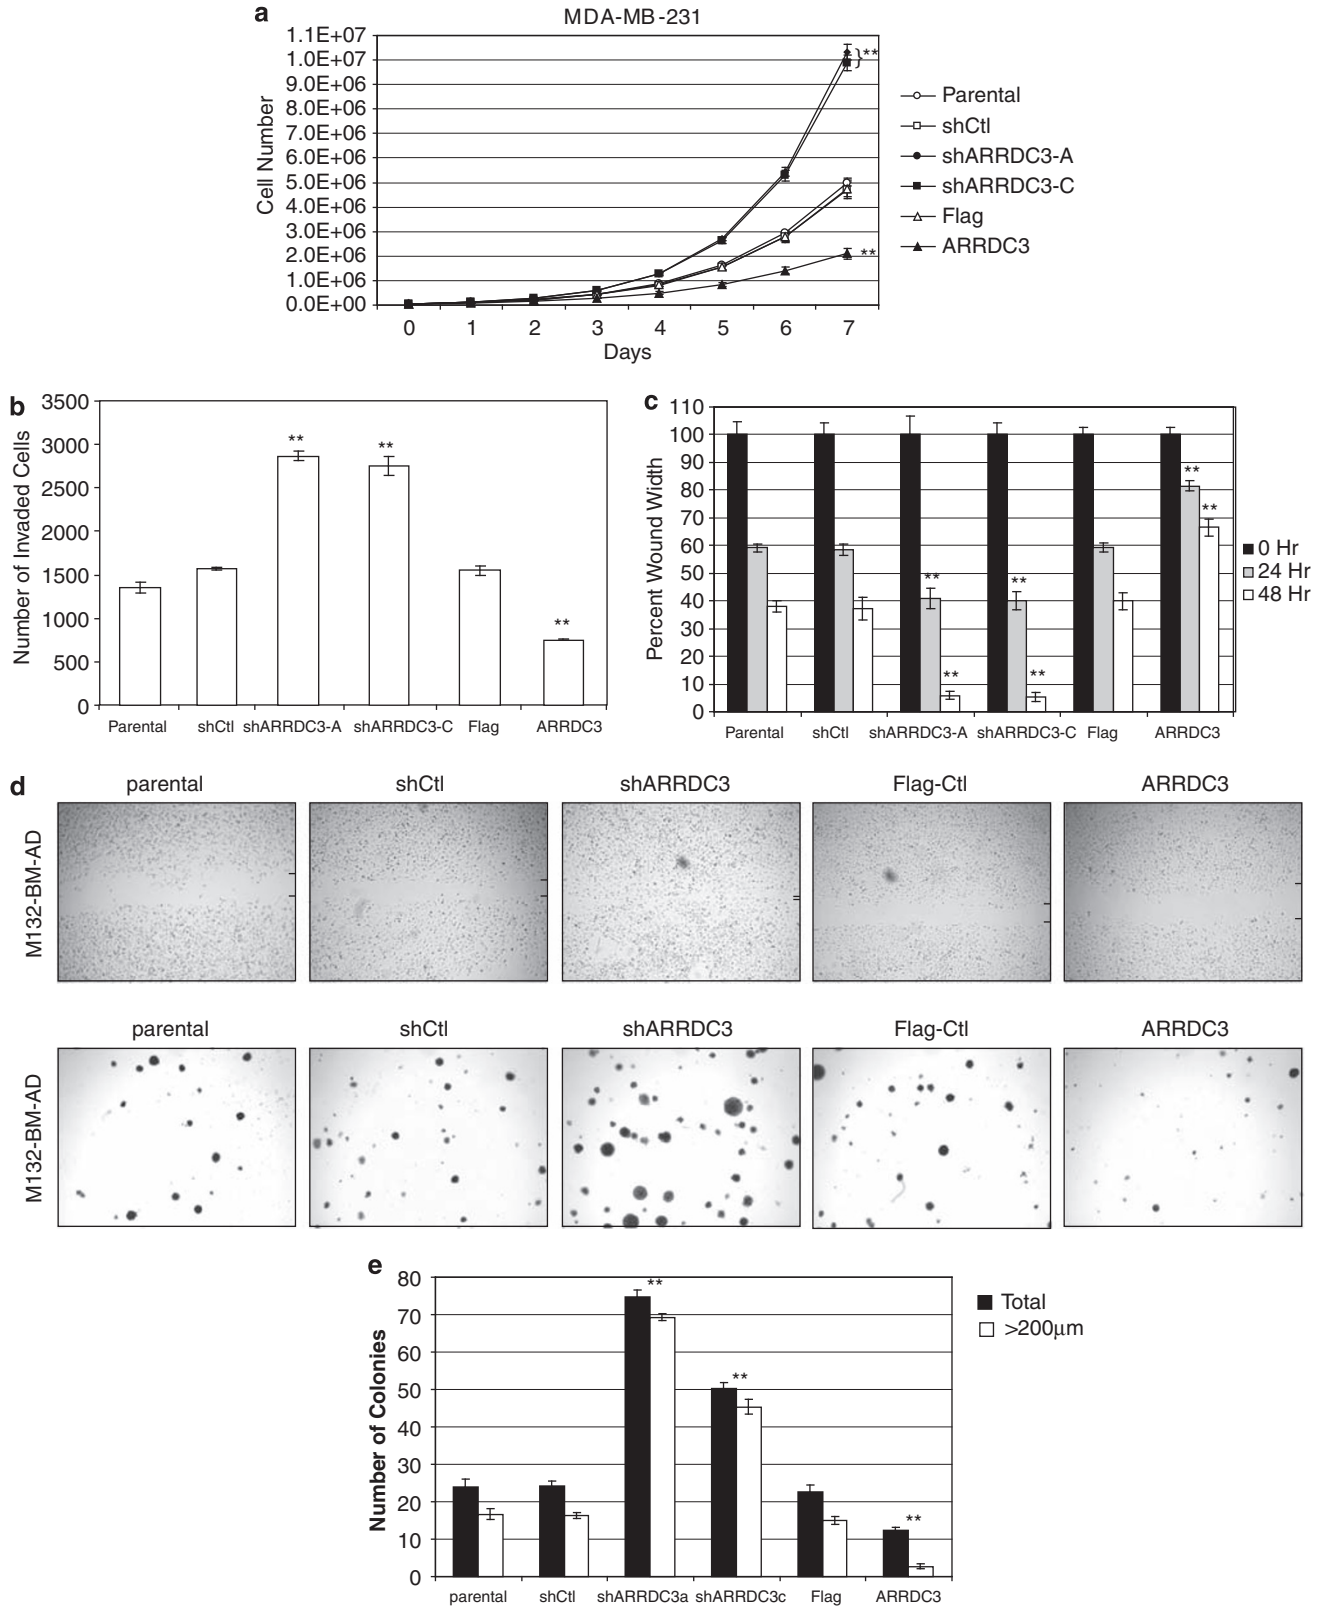 a
MDA-MB-231
1.1E+07
1.0E+07
9.0E+06
8.0E+06
7.0E+06
6.0E+06
5.0E+06
4.0E+06
3.0E+06
2.0E+06
1.0E+06
0.0E+00
Cell Number
0 1 2 3 4 5 6 7
Days
}**
**
Parental
shCtl
shARRDC3-A
shARRDC3-C
Flag
ARRDC3
b
3500
3000
2500
2000
1500
1000
500
0
Number of Invaded Cells
** ** **
Parental shCtl shARRDC3-A shARRDC3-C Flag ARRDC3
c
110
100
90
80
70
60
50
40
30
20
10
0
Percent Wound Width
** ** ** ** ** **
Parental shCtl shARRDC3-A shARRDC3-C Flag ARRDC3
0 Hr
24 Hr
48 Hr
d
parental shCtl shARRDC3 Flag-Ctl ARRDC3
M132-BM-AD
parental shCtl shARRDC3 Flag-Ctl ARRDC3
M132-BM-AD
e
80
70
60
50
40
30
20
10
0
Number of Colonies
** ** **
parental shCtl shARRDC3a shARRDC3c Flag ARRDC3
Total
>200μm